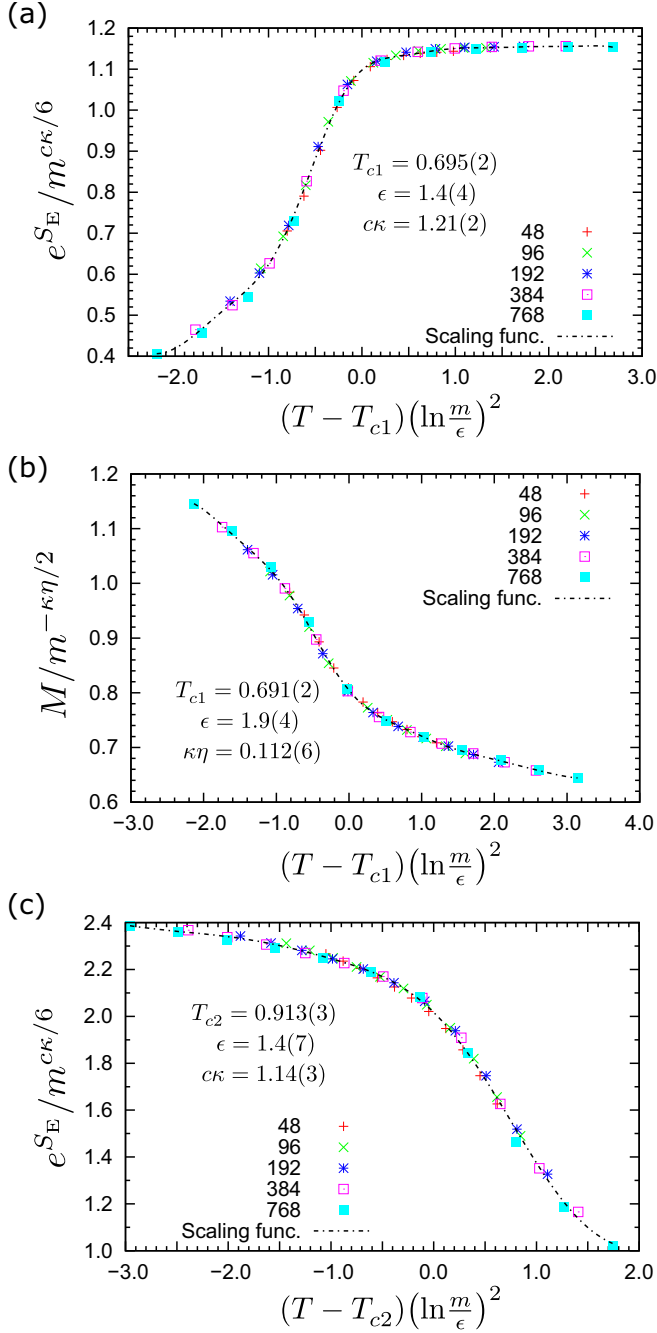 (a)
1.2
1.1
1.0
0.9
0.8
0.7
0.6
0.5
0.4
e^{S_E}/m^{cκ/6}
T_{c1} = 0.695(2)
ϵ = 1.4(4)
cκ = 1.21(2)
48
96
192
384
768
Scaling func.
−2.0 −1.0 0.0 1.0 2.0 3.0
(T − T_{c1})(ln m/ϵ)^2
(b)
1.2
1.1
1.0
0.9
0.8
0.7
0.6
M/m^{−κη/2}
48
96
192
384
768
Scaling func.
T_{c1} = 0.691(2)
ϵ = 1.9(4)
κη = 0.112(6)
−3.0 −2.0 −1.0 0.0 1.0 2.0 3.0 4.0
(T − T_{c1})(ln m/ϵ)^2
(c)
2.4
2.2
2.0
1.8
1.6
1.4
1.2
1.0
e^{S_E}/m^{cκ/6}
T_{c2} = 0.913(3)
ϵ = 1.4(7)
cκ = 1.14(3)
48
96
192
384
768
Scaling func.
−3.0 −2.0 −1.0 0.0 1.0 2.0
(T − T_{c2})(ln m/ϵ)^2